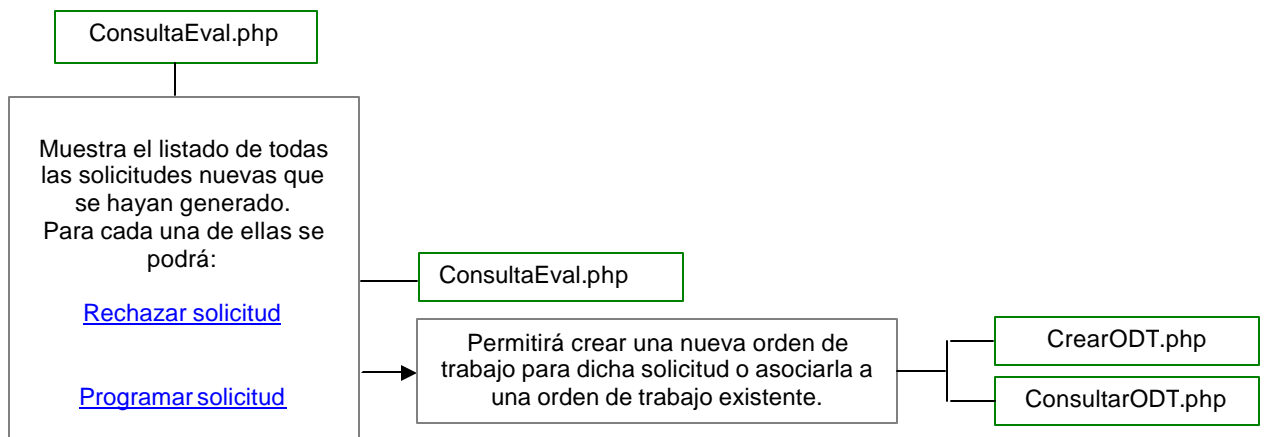 ConsultaEval.php
Muestra el listado de todas
las solicitudes nuevas que
se hayan generado.
Para cada una de ellas se
podrá:
Rechazar solicitud
Programar solicitud
ConsultaEval.php
Permitirá crear una nueva orden de
trabajo para dicha solicitud o asociarla a
una orden de trabajo existente.
CrearODT.php
ConsultarODT.php